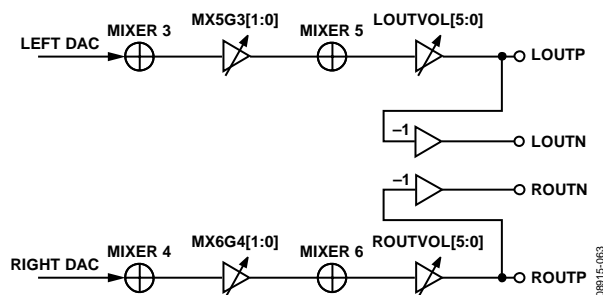 MIXER 3 MX5G3[1:0] MIXER 5 LOUTVOL[5:0]
LEFT DAC LOUTP
–1 LOUTN
–1 ROUTN
MIXER 4 MX6G4[1:0] MIXER 6 ROUTVOL[5:0]
RIGHT DAC ROUTP
08915-063